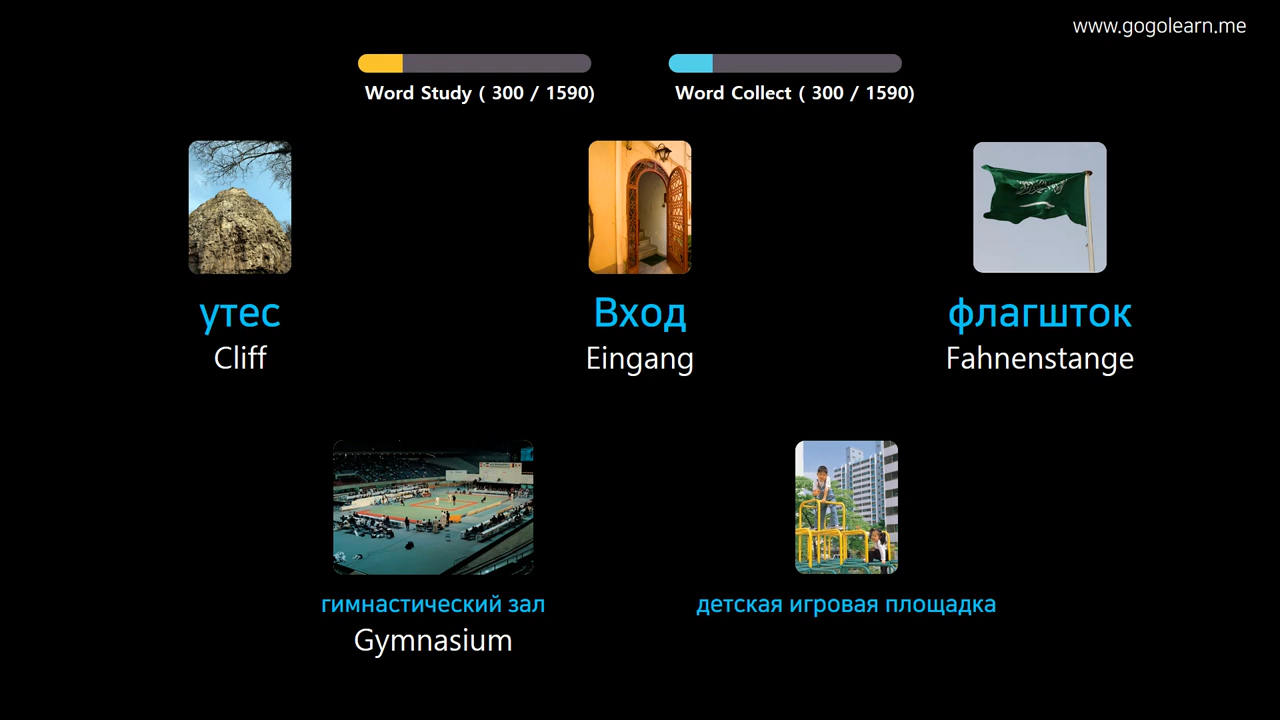 www.gogolearn.me
Word Study ( 300 / 1590)
Word Collect ( 300 / 1590)
утес
Cliff
Вход
Eingang
флагшток
Fahnenstange
гимнастический зал
Gymnasium
детская игровая площадка